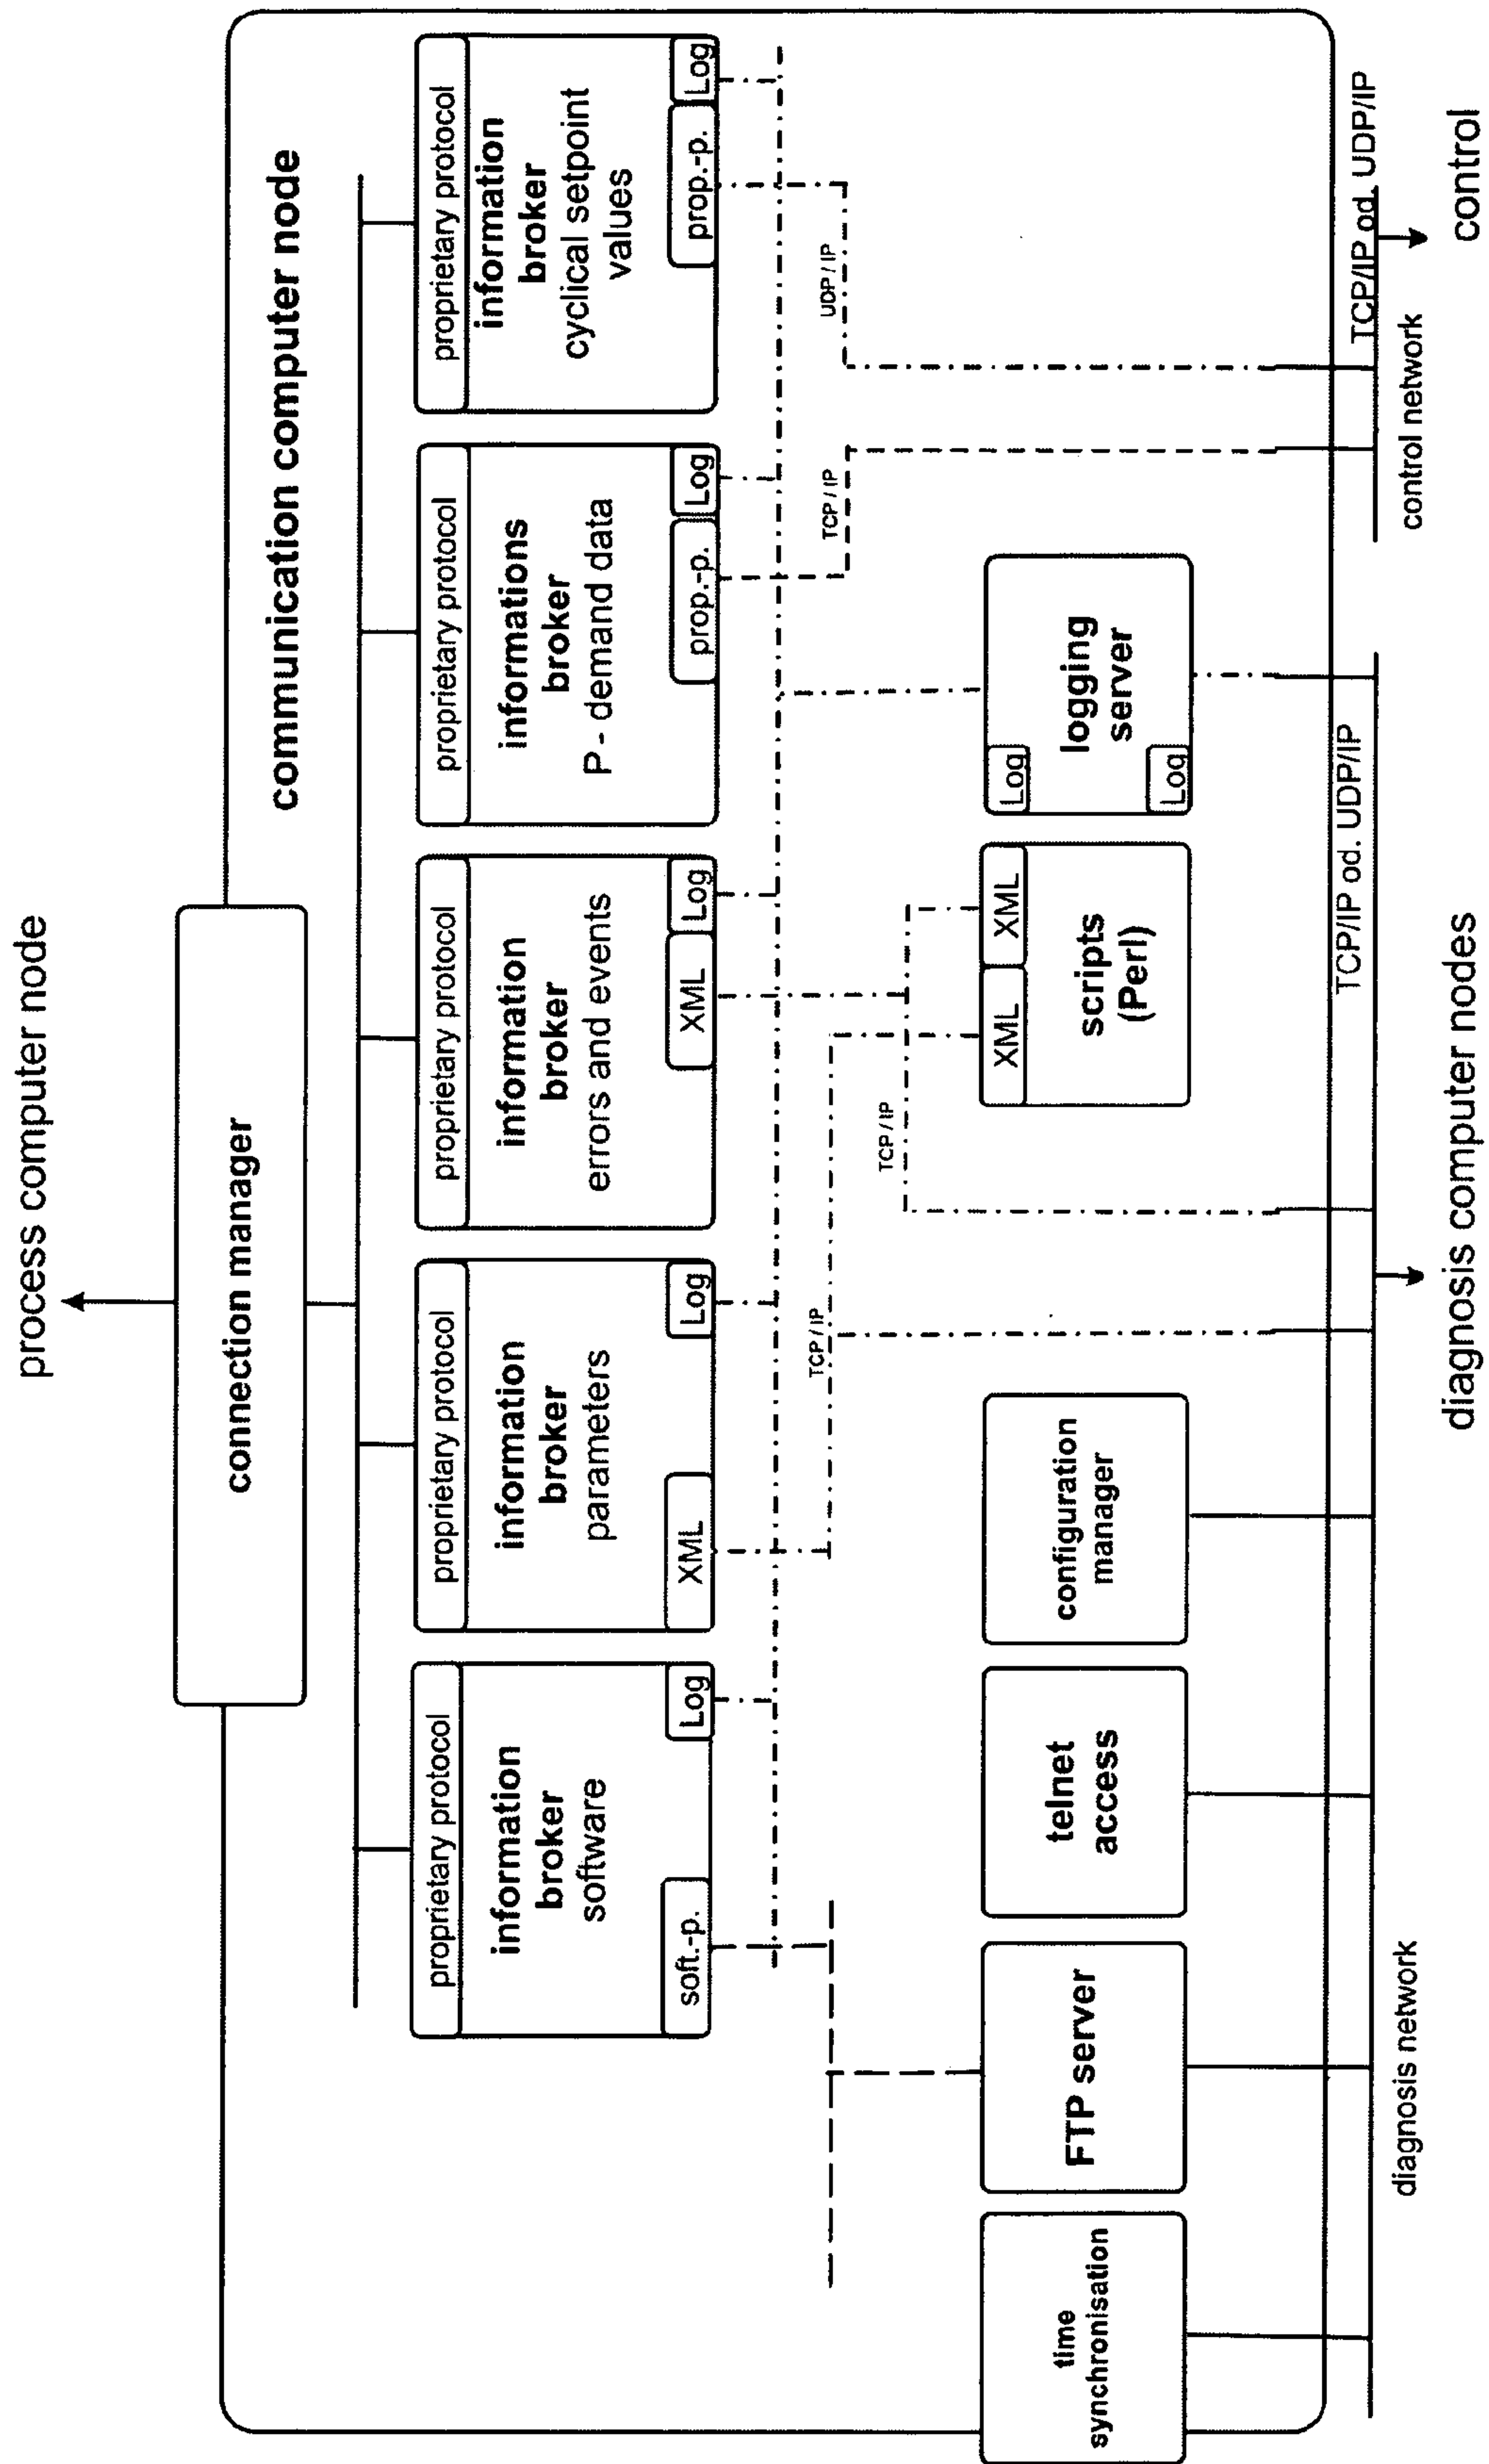 process computer node
connection manager
communication computer node
proprietary protocol
information
broker
software
soft.-p.
Log
proprietary protocol
information
broker
parameters
XML
Log
proprietary protocol
information
broker
errors and events
XML
Log
proprietary protocol
informations
broker
P - demand data
prop.-p.
Log
proprietary protocol
information
broker
cyclical setpoint
values
prop.-p.
Log
TCP/IP
TCP/IP
TCP/IP
UDP/IP
time
synchronisation
FTP server
telnet
access
configuration
manager
XML
XML
scripts
(Perl)
Log
logging
server
Log
TCP/IP od. UDP/IP
TCP/IP od. UDP/IP
diagnosis network
control network
diagnosis computer nodes
control